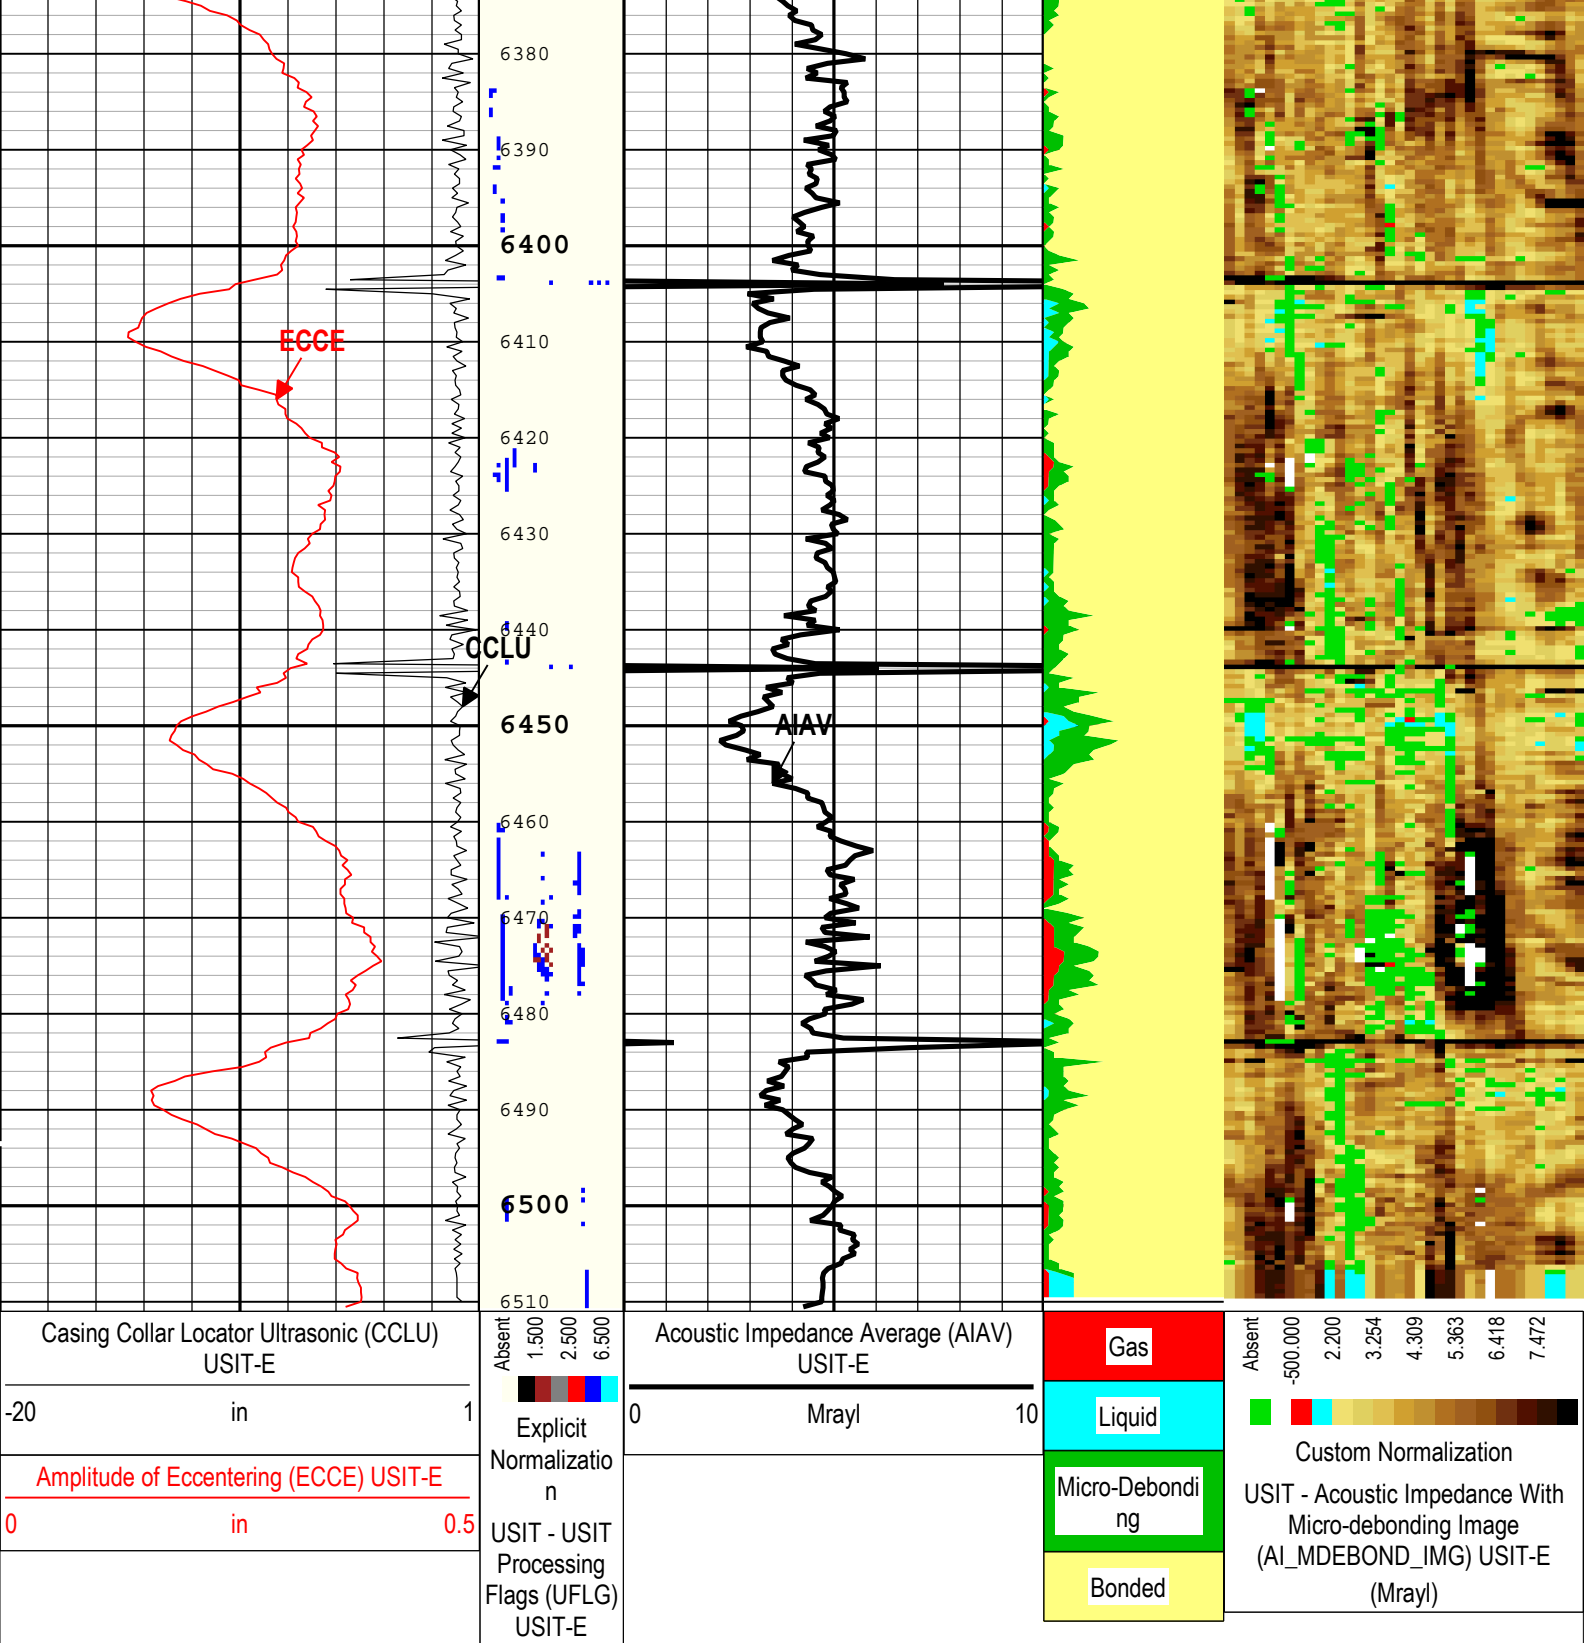 6380
6390
6400
ECCE
6410
6420
6430
6440
CCLU
6450
AIAV
6460
6470
6480
6490
6500
6510
Casing Collar Locator Ultrasonic (CCLU)
USIT-E
-20 in 1
Amplitude of Eccentering (ECCE) USIT-E
0 in 0.5
Absent
1.500
2.500
6.500
Explicit
Normalizatio
n
USIT - USIT
Processing
Flags (UFLG)
USIT-E
Acoustic Impedance Average (AIAV)
USIT-E
0 Mrayl 10
Gas
Liquid
Micro-Debondi
ng
Bonded
Absent
-500.000
2.200
3.254
4.309
5.363
6.418
7.472
Custom Normalization
USIT - Acoustic Impedance With
Micro-debonding Image
(AI_MDEBOND_IMG) USIT-E
(Mrayl)